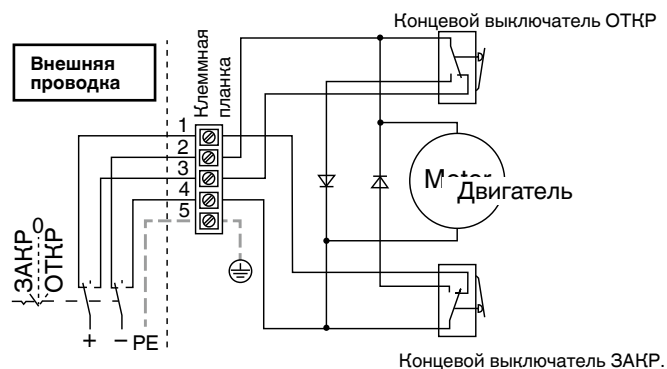 Концевой выключатель ОТКР
Внешняя
проводка
Клеммная
планка
1
2
3
4
5
Двигатель
0
ЗАКР
ОТКР
+
–
PE
Концевой выключатель ЗАКР.